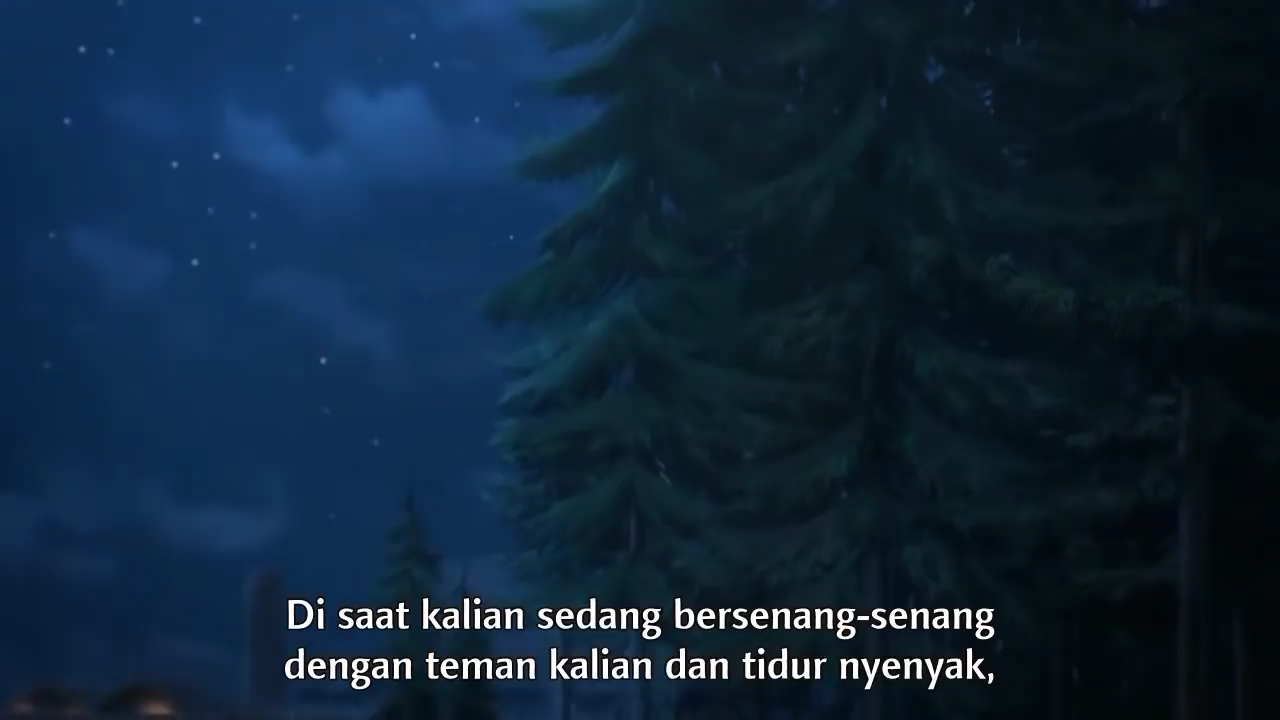 Di saat kalian sedang bersenang-senang
dengan teman kalian dan tidur nyenyak,